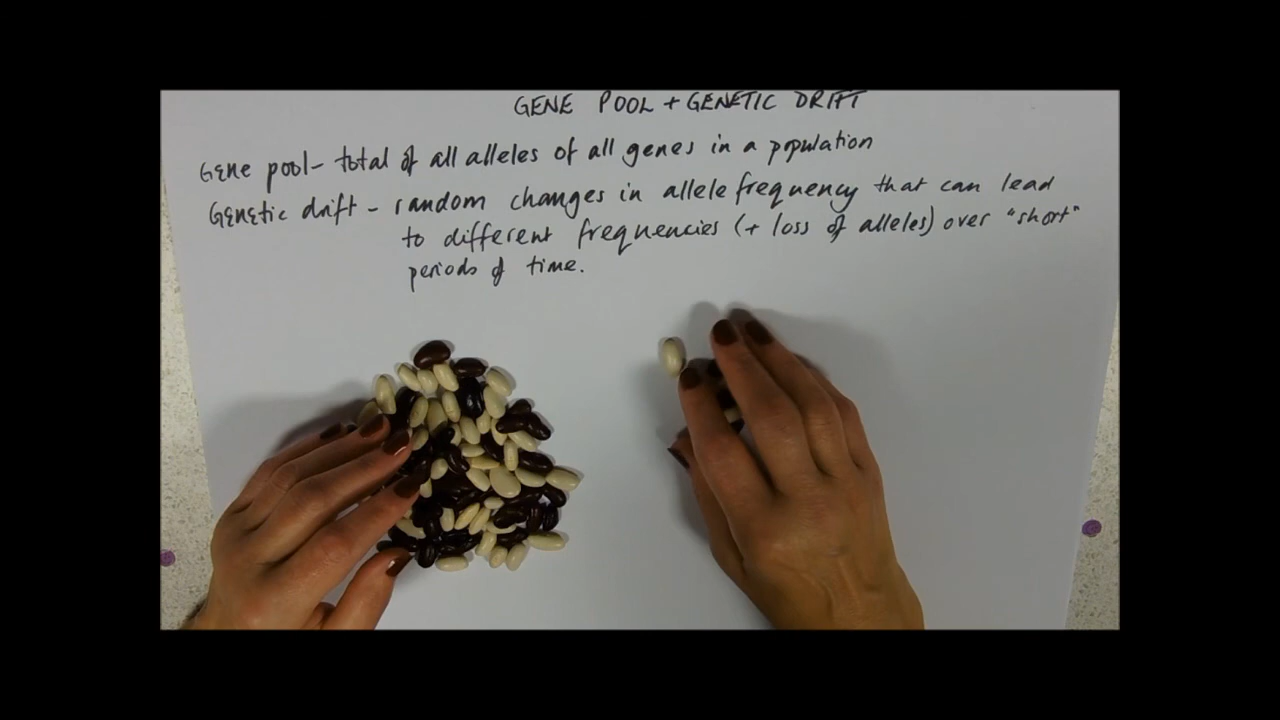 GENE POOL + GENETIC DRIFT
Gene pool - total of all alleles of all genes in a population
Genetic drift - random changes in allele frequency that can lead
to different frequencies (+ loss of alleles) over "short"
periods of time.